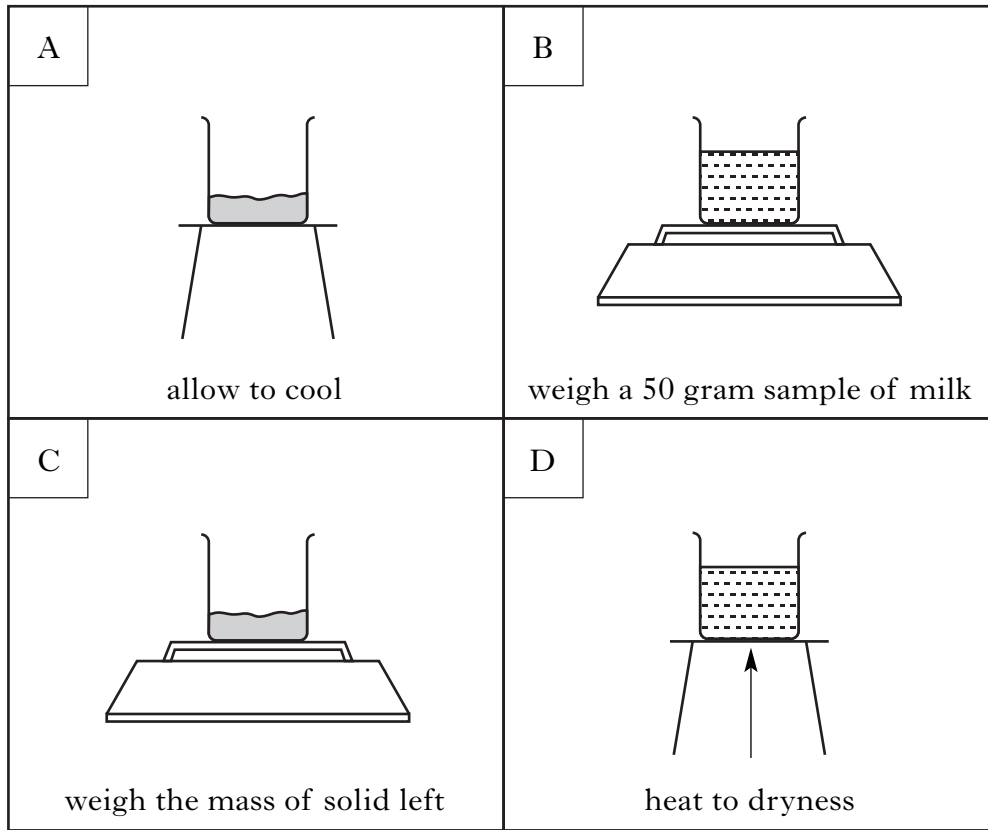 A
allow to cool
B
weigh a 50 gram sample of milk
C
weigh the mass of solid left
D
heat to dryness